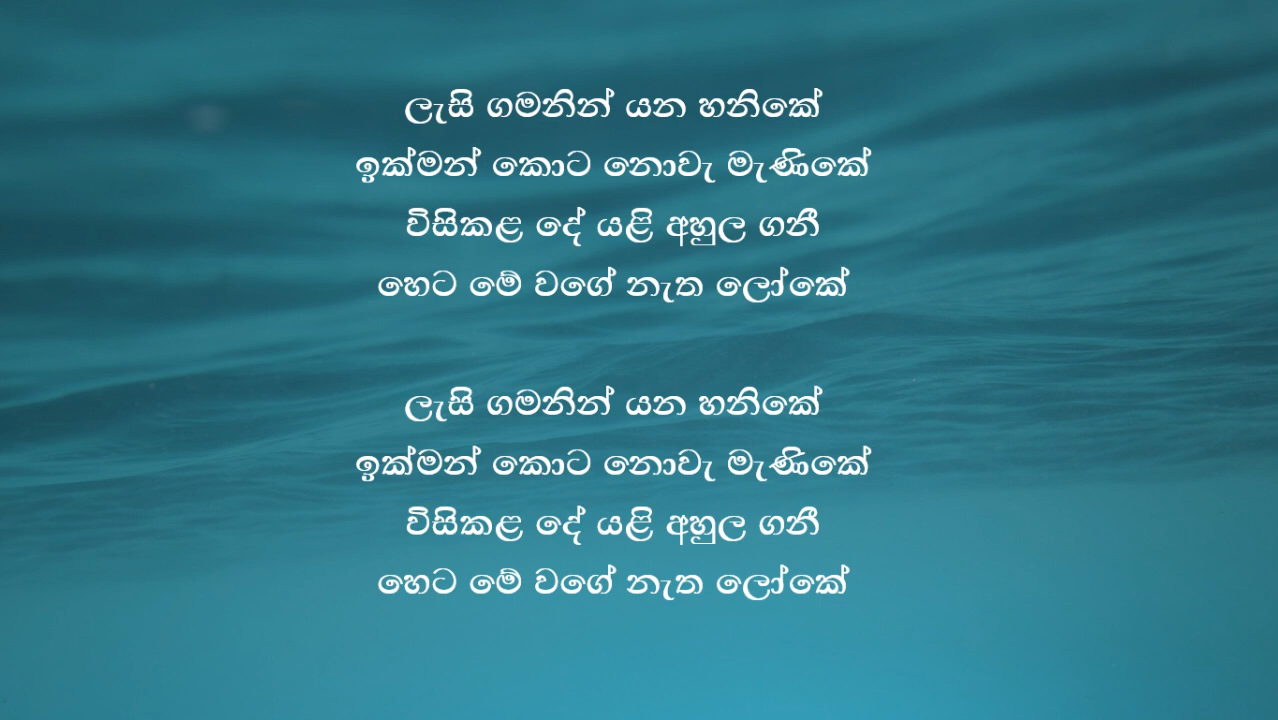 ලැසි ගමනින් යන හනිකේ
ඉක්මන් කොට නොවැ මැණිකේ
විසිකළ දේ යළි අහුල ගනී
හෙට මේ වගේ නැත ලෝකේ
ලැසි ගමනින් යන හනිකේ
ඉක්මන් කොට නොවැ මැණිකේ
විසිකළ දේ යළි අහුල ගනී
හෙට මේ වගේ නැත ලෝකේ